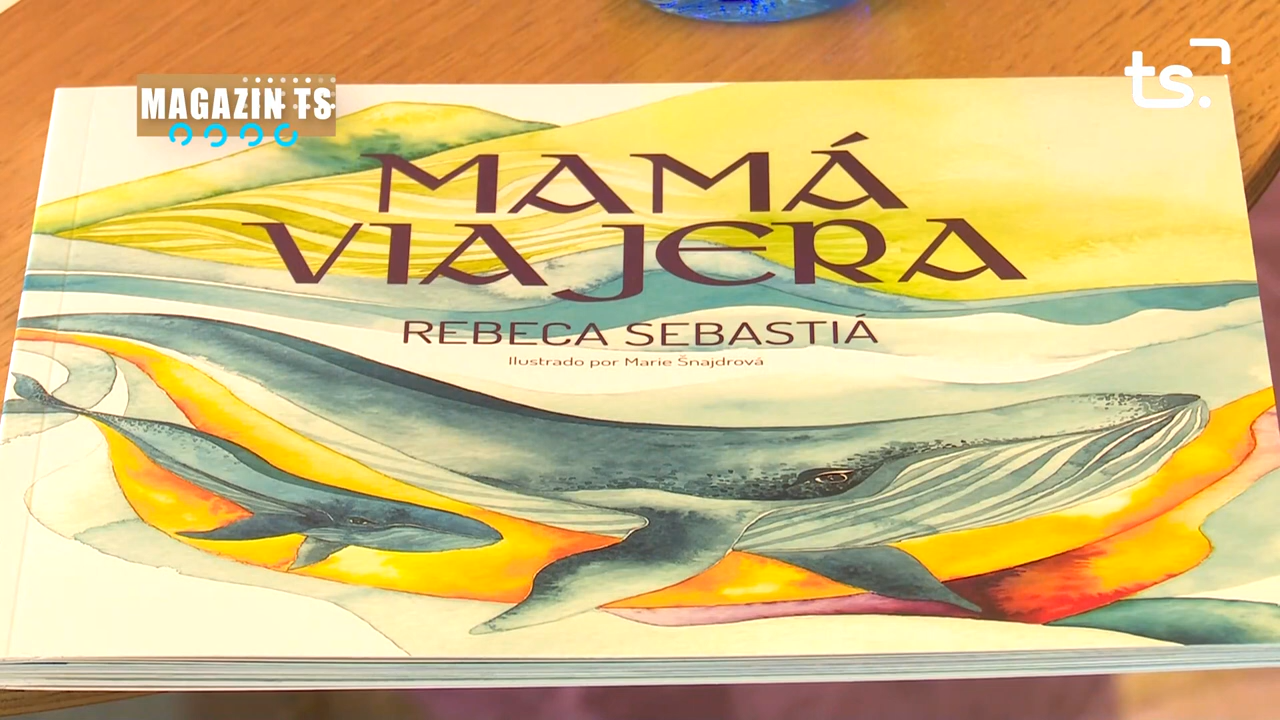 ts.
MAGAZIN TS
MAMÁ
VIAJERA
REBECA SEBASTIÁ
Ilustrado por Marie Šnajdrová